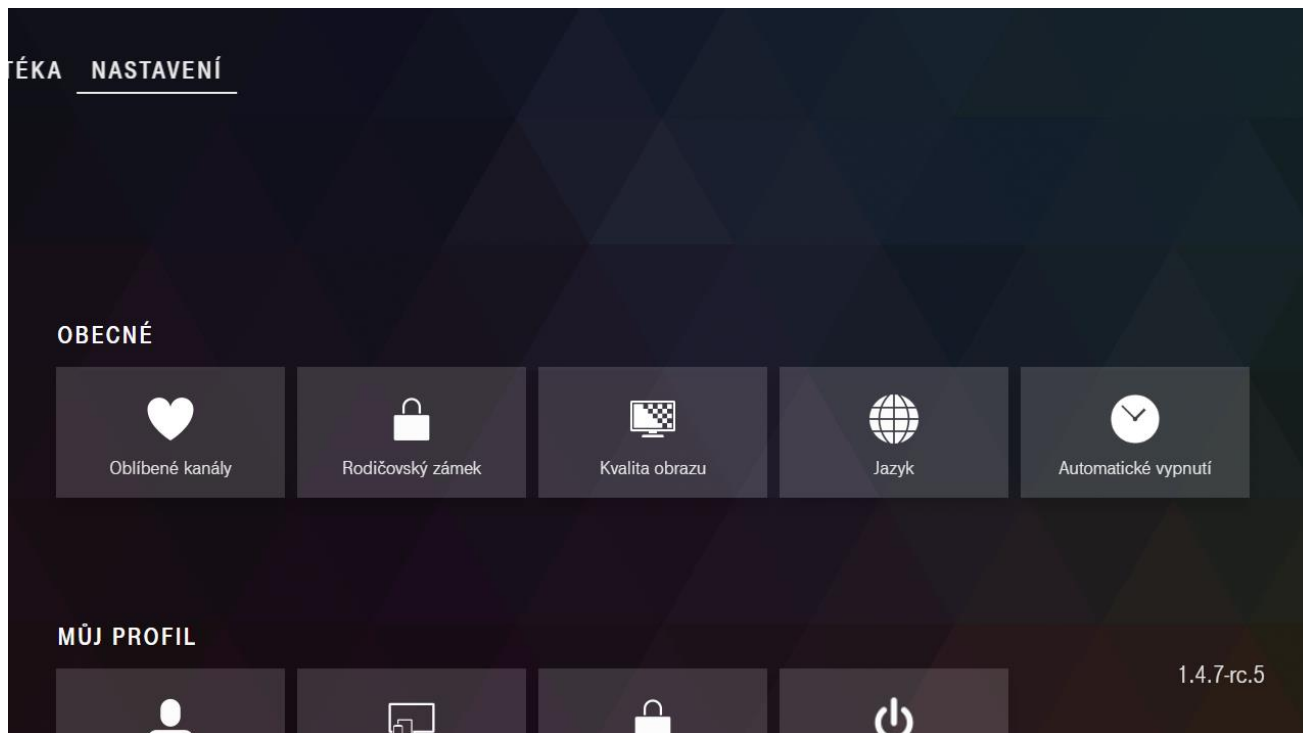 TÉKA NASTAVENÍ
OBECNÉ
Oblíbené kanály Rodičovský zámek Kvalita obrazu Jazyk Automatické vypnutí
MŮJ PROFIL
1.4.7-rc.5